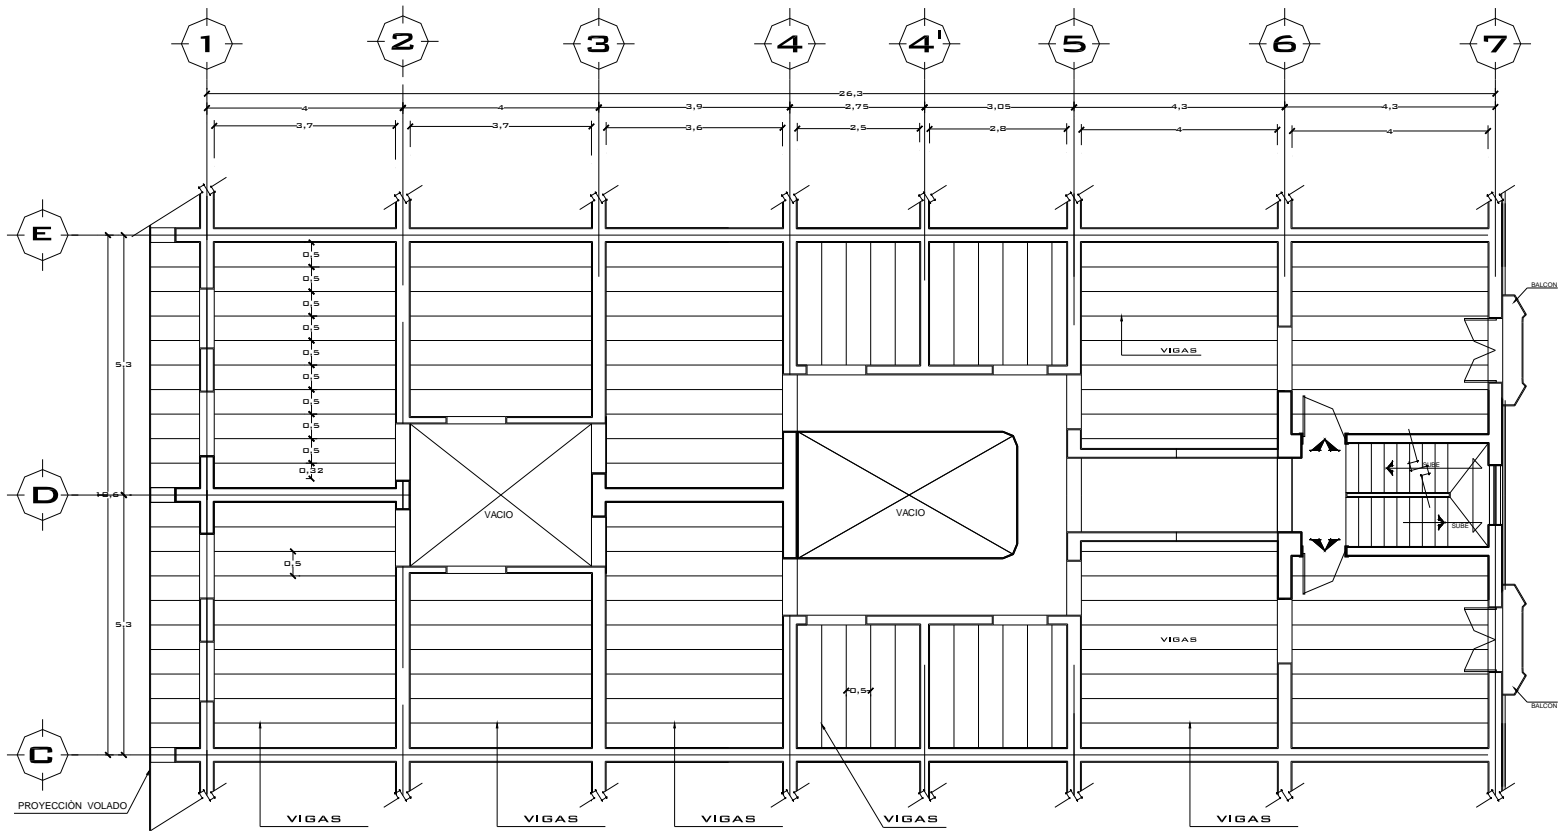 1 2 3 4 4' 5 6 7
26,3
4 4 3,9 2,75 3,05 4,3 4,3
3,7 3,7 3,6 2,5 2,8 4 4
E
0,5
0,5
0,5
BALCON
0,5
0,5
VIGAS
5,3
0,5
0,5
0,5
0,5
0,32
SUBE
D
VACIO
VACIO
SUBE
0,5
5,3
VIGAS
0,5
BALCON
C
PROYECCIÓN VOLADO
VIGAS VIGAS VIGAS VIGAS VIGAS